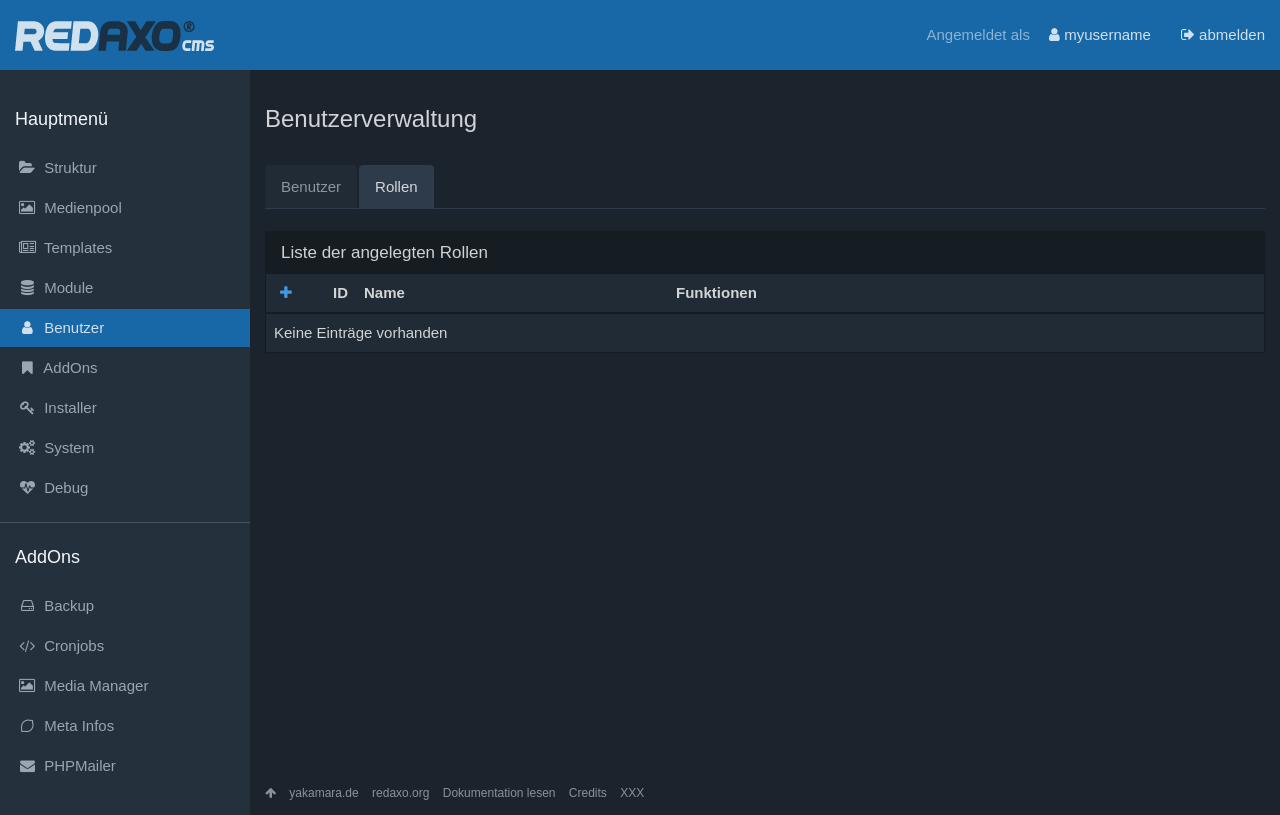 REDAXO® cms
Angemeldet als myusername abmelden
Hauptmenü
Struktur
Medienpool
Templates
Module
Benutzer
AddOns
Installer
System
Debug
AddOns
Backup
Cronjobs
Media Manager
Meta Infos
PHPMailer
Benutzerverwaltung
Benutzer Rollen
Liste der angelegten Rollen
ID Name Funktionen
Keine Einträge vorhanden
yakamara.de redaxo.org Dokumentation lesen Credits XXX